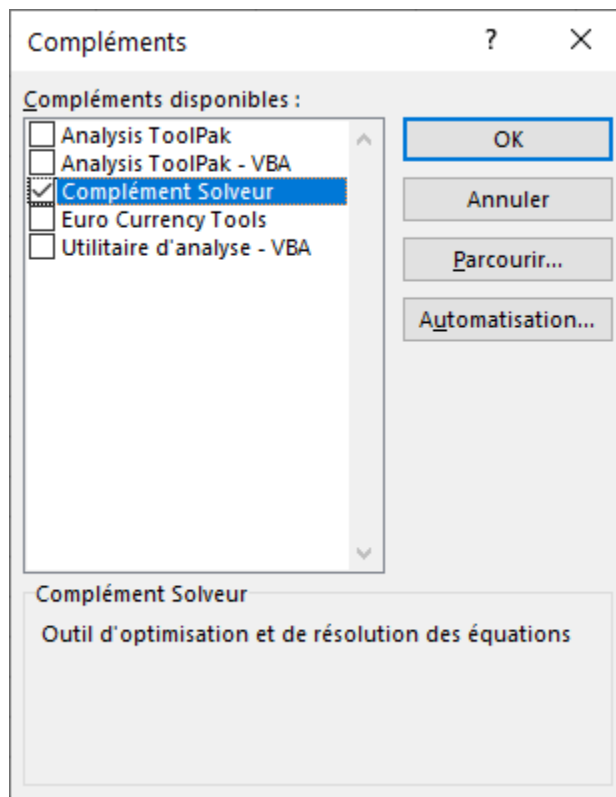 Compléments ?
Compléments disponibles :
Analysis ToolPak
Analysis ToolPak - VBA
Complément Solveur
Euro Currency Tools
Utilitaire d'analyse - VBA
OK
Annuler
Parcourir...
Automatisation...
Complément Solveur
Outil d'optimisation et de résolution des équations